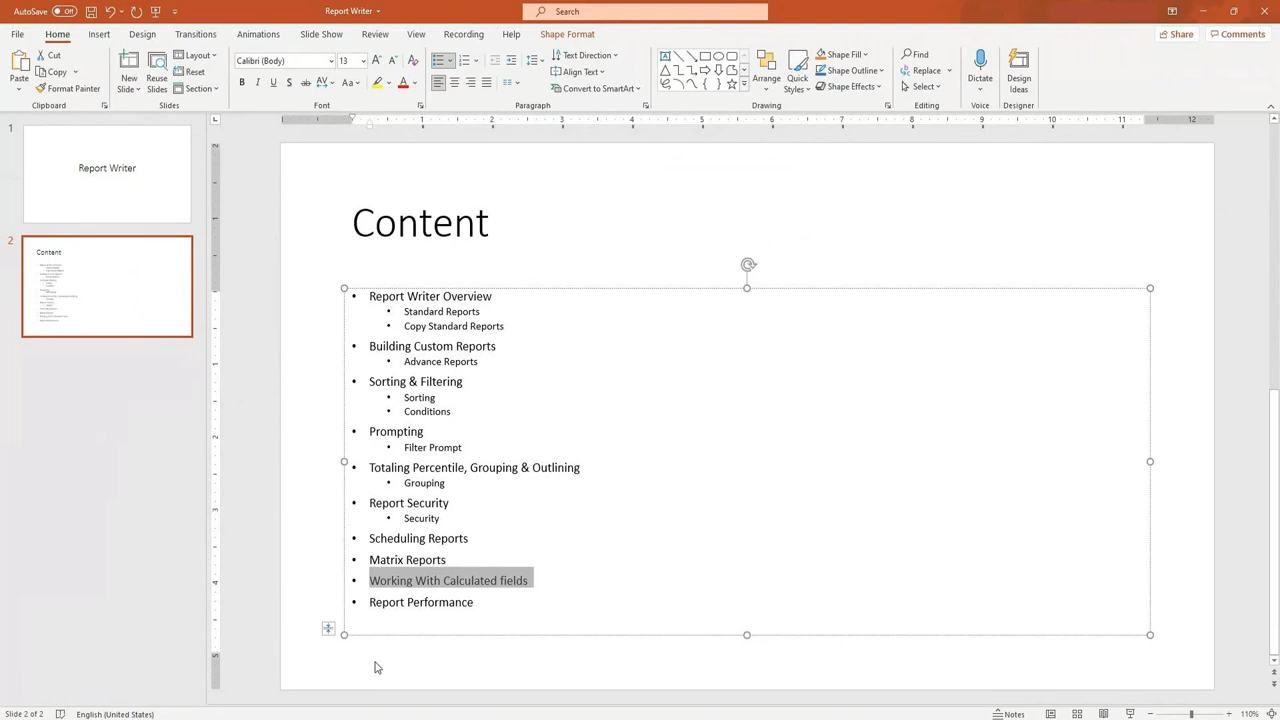 AutoSave Off Report Writer Search
File Home Insert Design Transitions Animations Slide Show Review View Recording Help Shape Format Share Comments
Paste Cut Copy Format Painter Clipboard
New Slide Reuse Slides Layout Reset Section Slides
Calibri (Body) 13 Font
Text Direction Align Text Convert to SmartArt Paragraph
Arrange Quick Styles Shape Fill Shape Outline Shape Effects Drawing
Find Replace Select Editing
Dictate Voice
Design Ideas Designer
1
Report Writer
2
Content
Content
• Report Writer Overview
• Standard Reports
• Copy Standard Reports
• Building Custom Reports
• Advance Reports
• Sorting & Filtering
• Sorting
• Conditions
• Prompting
• Filter Prompt
• Totaling Percentile, Grouping & Outlining
• Grouping
• Report Security
• Security
• Scheduling Reports
• Matrix Reports
• Working With Calculated fields
• Report Performance
Slide 2 of 2 English (United States) Notes 110%